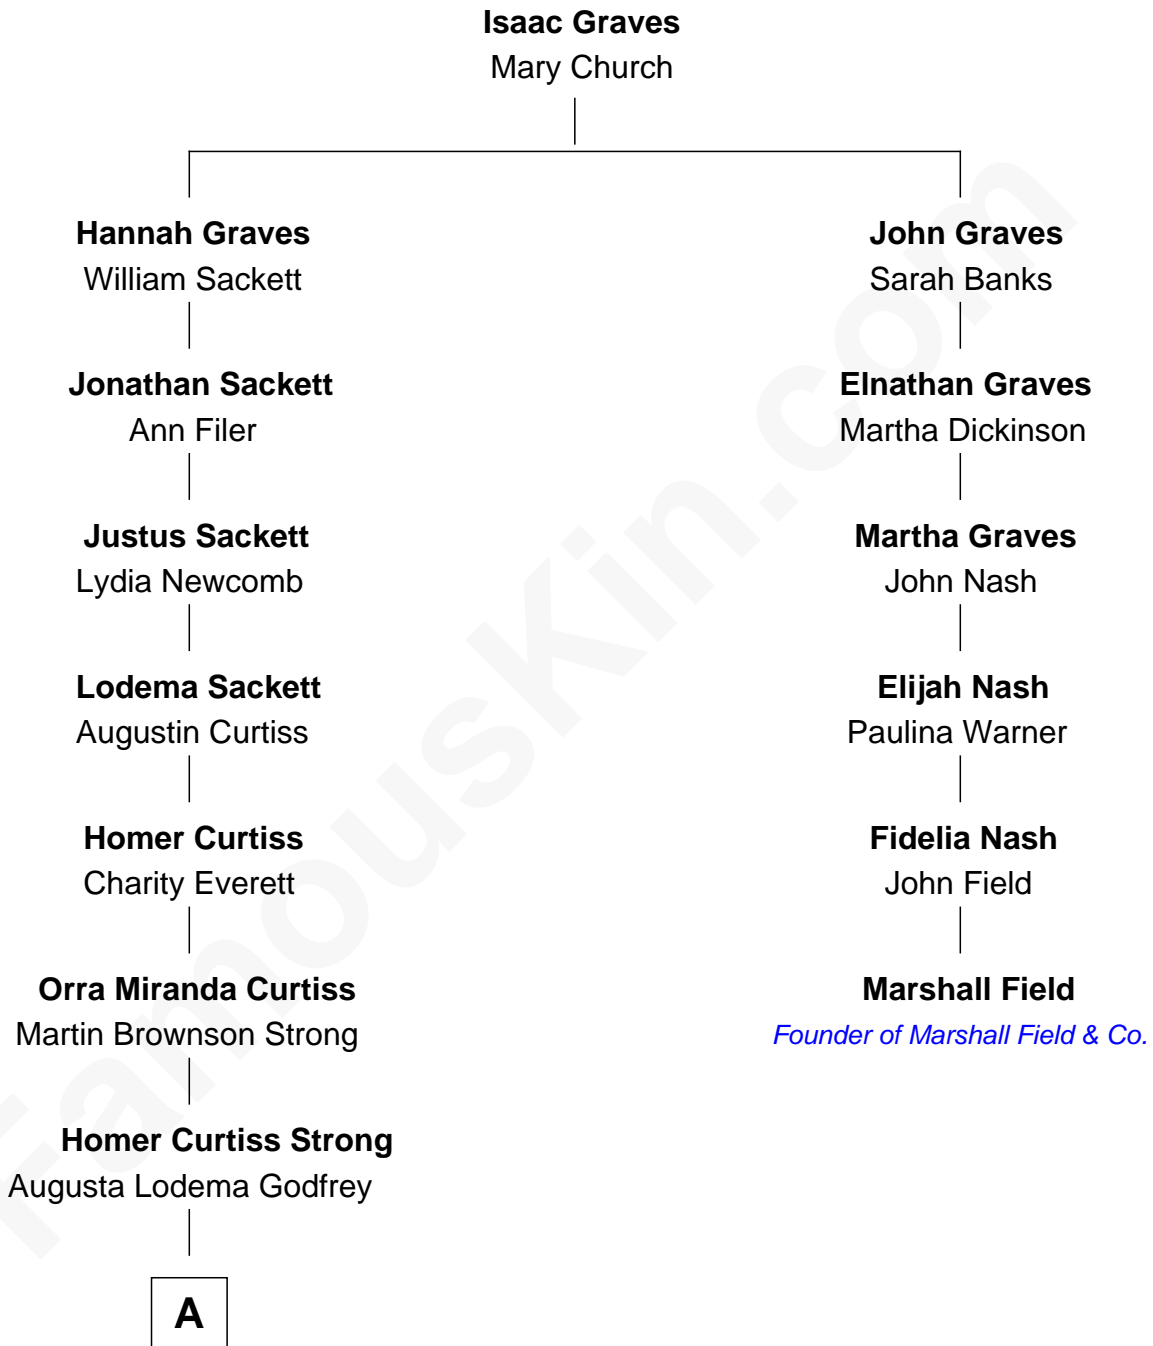 Isaac Graves
Mary Church
Hannah Graves
William Sackett
John Graves
Sarah Banks
Jonathan Sackett
Ann Filer
Elnathan Graves
Martha Dickinson
Justus Sackett
Lydia Newcomb
Martha Graves
John Nash
Lodema Sackett
Augustin Curtiss
Elijah Nash
Paulina Warner
Homer Curtiss
Charity Everett
Fidelia Nash
John Field
Orra Miranda Curtiss
Martin Brownson Strong
Marshall Field
Founder of Marshall Field & Co.
Homer Curtiss Strong
Augusta Lodema Godfrey
A
FamousKin.com